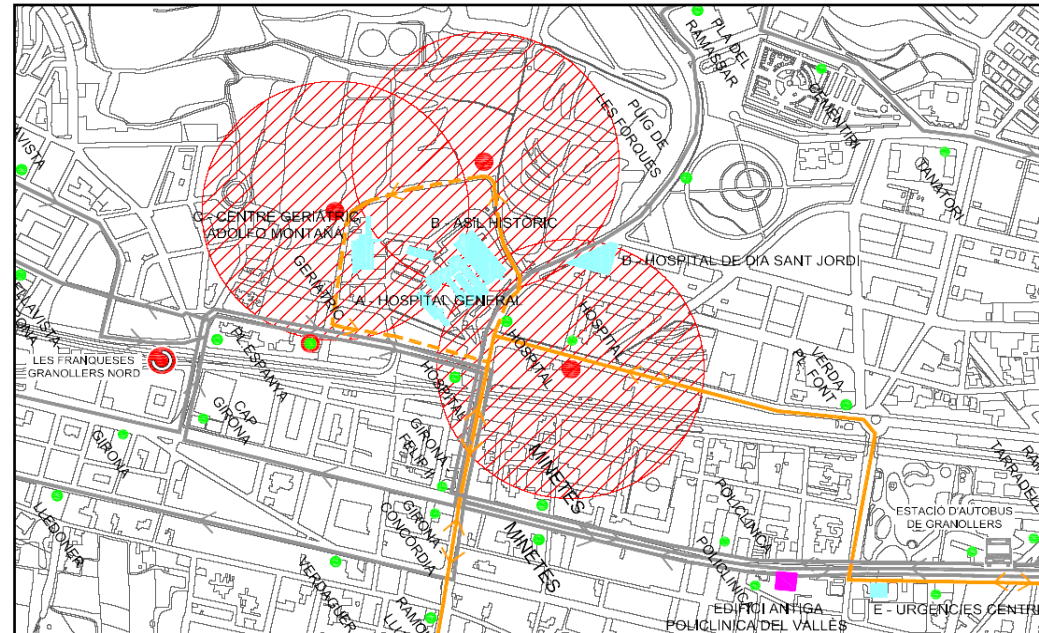 PLA DEL
RAMASSAR
CEMENTIRI
TANATORI
PUIG DE
LES FORQUES
C - CENTRE GERIÀTRIC
ADOLFO MONTAÑA
B - ASIL HISTÒRIC
D - HOSPITAL DE DIA SANT JORDI
A - HOSPITAL GENERAL
GERIÀTRIC
HOSPITAL
HOSPITAL
HOSPITAL
LES FRANQUESES
GRANOLLERS NORD
PL ESPANYA
CAP
GIRONA
GIRONA
GIRONA
FELIP II
GIRONA
CONCORDIA
MINETES
MINETES
VERDA
PL. FONT
POLICLÍNICA
POLICLÍNICA
TARRADELL
ESTACIÓ D'AUTOBUS
DE GRANOLLERS
LLEDONER
VERDAGUER
EDIFICI ANTIGA
POLICLÍNICA DEL VALLÈS
E - URGÈNCIES CENTRE